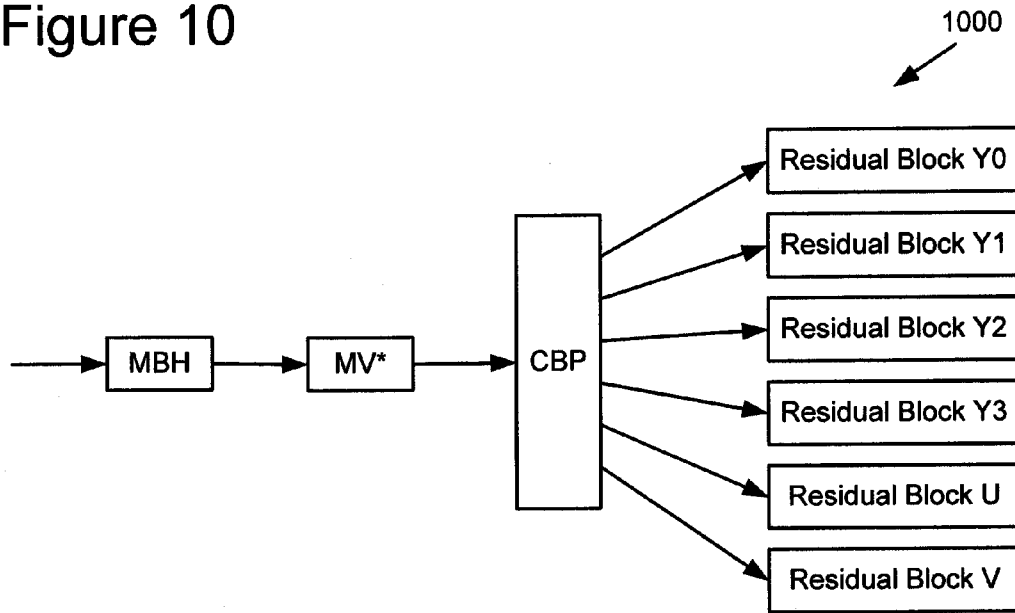 Figure 10
1000
MBH
MV*
CBP
Residual Block Y0
Residual Block Y1
Residual Block Y2
Residual Block Y3
Residual Block U
Residual Block V